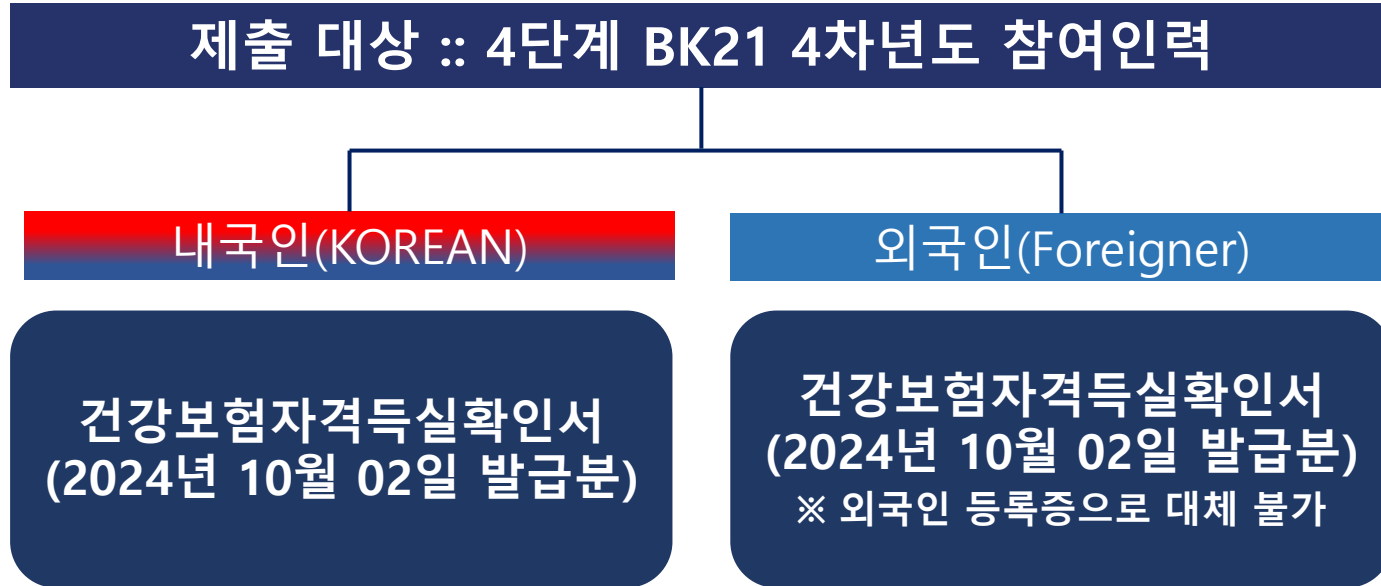 제출 대상 :: 4단계 BK21 4차년도 참여인력
내국인(KOREAN)
외국인(Foreigner)
건강보험자격득실확인서
(2024년 10월 02일 발급분)
건강보험자격득실확인서
(2024년 10월 02일 발급분)
※ 외국인 등록증으로 대체 불가